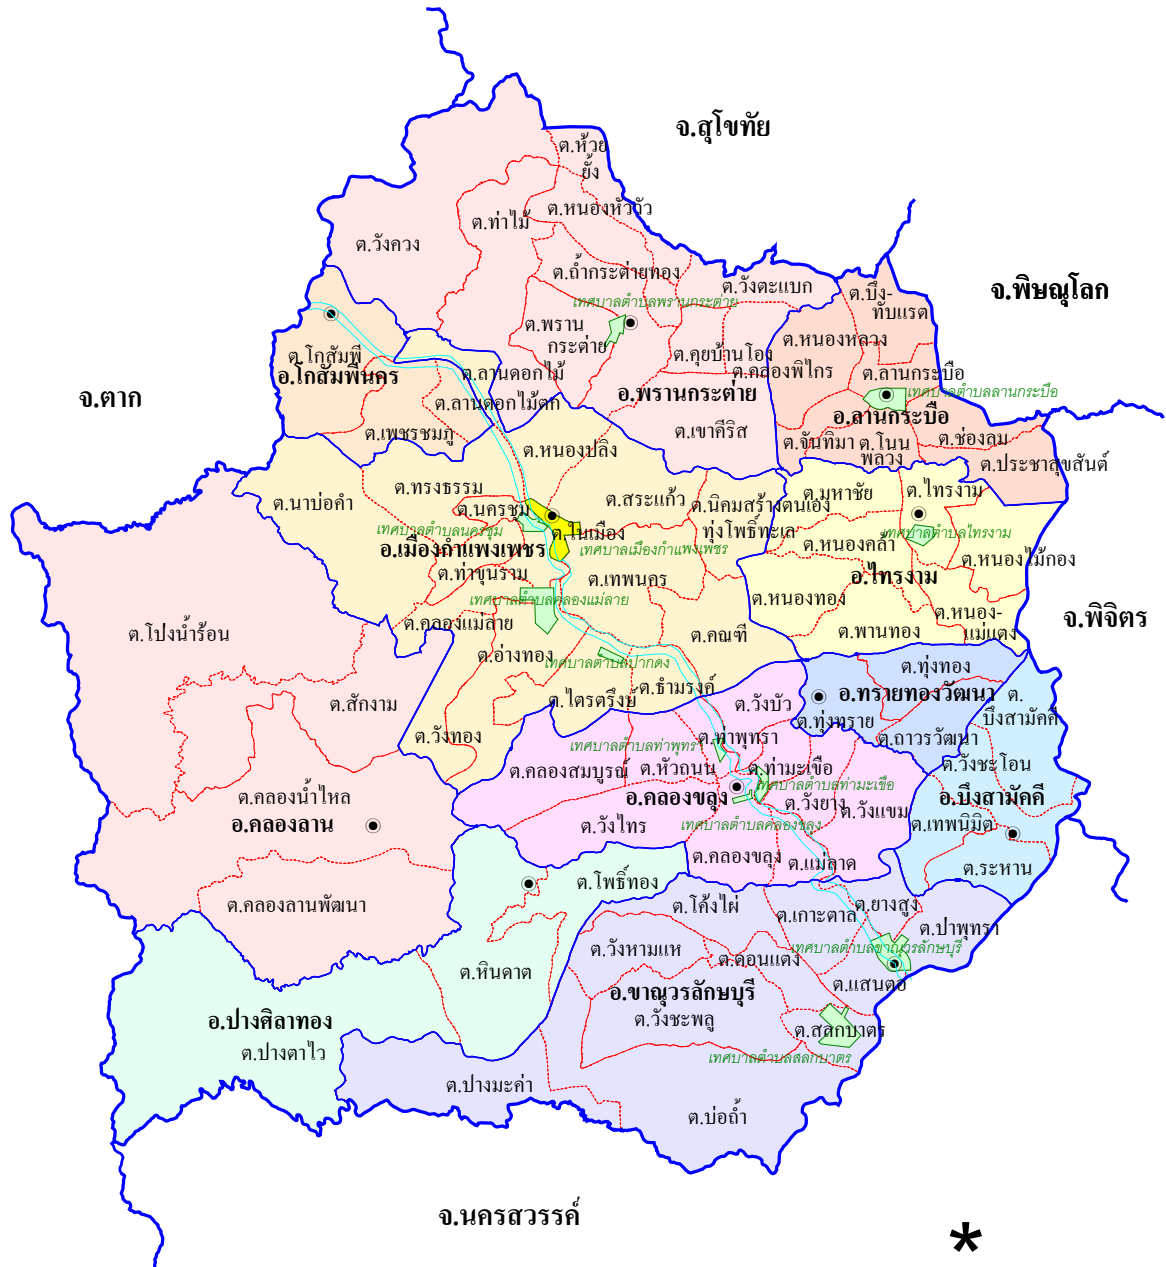 จ.สุโขทัย
ต.ห้วย
ยั้ง
ต.หนองหัววัว
ต.ท่าไม้
ต.วังควง
ต.ถ้ำกระต่ายทอง
ต.วังตะแบก
จ.พิษณุโลก
ต.บึง-
ทับแรต
เทศบาลตำบลพรานกระต่าย
ต.พราน
กระต่าย
ต.หนองหลวง
ต.คุยบ้านโอง
ต.คลองพิไกร
ต.ลานกระบือ
ต.โกสัมพี
อ.โกสัมพีนคร
ต.ลานดอกไม้
จ.ตาก
อ.พรานกระต่าย
เทศบาลตำบลลานกระบือ
ต.ลานดอกไม้ตก
อ.ลานกระบือ
ต.เพชรชมภู
ต.เขาคีริส
ต.จันทิมา
ต.โนน
พลวง
ต.ช่องลม
ต.หนองปลิง
ต.ประชาสุขสันต์
ต.ทรงธรรม
ต.นาบ่อคำ
ต.สระแก้ว
ต.มหาชัย
ต.ไทรงาม
ต.นครชุม
ต.นิคมสร้างตนเอง
ทุ่งโพธิ์ทะเล
เทศบาลตำบลนครชุม
ต.ในเมือง
เทศบาลตำบลไทรงาม
อ.เมืองกำแพงเพชร
เทศบาลเมืองกำแพงเพชร
ต.หนองคล้า
ต.หนองไม้กอง
ต.ท่าขุนราม
ต.เทพนคร
อ.ไทรงาม
เทศบาลตำบลคลองแม่ลาย
ต.หนองทอง
ต.คลองแม่ลาย
ต.หนอง-
แม่แตง
จ.พิจิตร
ต.โป่งน้ำร้อน
ต.คณฑี
ต.พานทอง
ต.อ่างทอง
เทศบาลตำบลปากดง
ต.ทุ่งทอง
ต.ธำมรงค์
ต.ไตรตรึงษ์
ต.สักงาม
ต.วังบัว
อ.ทรายทองวัฒนา
ต.
บึงสามัคคี
ต.ทุ่งทราย
ต.วังทอง
ต.ท่าพุทรา
ต.ถาวรวัฒนา
เทศบาลตำบลท่าพุทรา
ต.คลองสมบูรณ์
ต.หัวถนน
ต.ท่ามะเขือ
ต.วังชะโอน
เทศบาลตำบลท่ามะเขือ
ต.คลองน้ำไหล
อ.คลองขลุง
ต.วังยาง
ต.วังแขม
อ.บึงสามัคคี
อ.คลองลาน
ต.วังไทร
เทศบาลตำบลคลองขลุง
ต.เทพนิมิต
ต.คลองขลุง
ต.แม่ลาด
ต.ระหาน
ต.โพธิ์ทอง
ต.คลองลานพัฒนา
ต.โค้งไผ่
ต.เกาะตาล
ต.ยางสูง
ต.ป่าพุทรา
ต.วังหามแห
ต.ดอนแตง
เทศบาลตำบลขาณุวรลักษบุรี
ต.หินดาต
ต.แสนตอ
อ.ขาณุวรลักษบุรี
อ.ปางศิลาทอง
ต.วังชะพลู
ต.สลกบาตร
ต.ปางตาไว
เทศบาลตำบลสลกบาตร
ต.ปางมะค่า
ต.บ่อถ้ำ
จ.นครสวรรค์
*